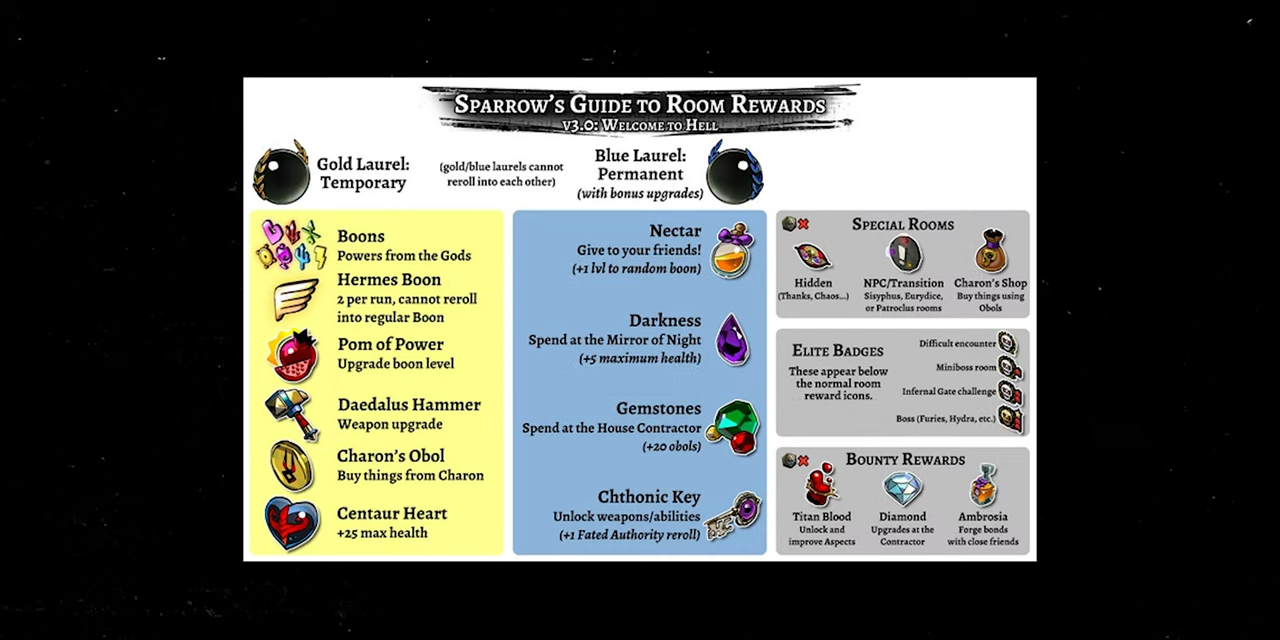 SPARROW'S GUIDE TO ROOM REWARDS
V3.0: WELCOME TO HELL
Gold Laurel:
Temporary
(gold/blue laurels cannot
reroll into each other)
Blue Laurel:
Permanent
(with bonus upgrades)
Boons
Powers from the Gods
Hermes Boon
2 per run, cannot reroll
into regular Boon
Pom of Power
Upgrade boon level
Daedalus Hammer
Weapon upgrade
Charon's Obol
Buy things from Charon
Centaur Heart
+25 max health
Nectar
Give to your friends!
(+1 lvl to random boon)
Darkness
Spend at the Mirror of Night
(+5 maximum health)
Gemstones
Spend at the House Contractor
(+20 obols)
Chthonic Key
Unlock weapons/abilities
(+1 Fated Authority reroll)
SPECIAL ROOMS
Hidden
(Thanks, Chaos...)
NPC/Transition
Sisyphus, Eurydice,
or Patroclus rooms
Charon's Shop
Buy things using
Obols
ELITE BADGES
These appear below
the normal room
reward icons.
Difficult encounter
Miniboss room
Infernal Gate challenge
Boss (Furies, Hydra, etc.)
BOUNTY REWARDS
Titan Blood
Unlock and
improve Aspects
Diamond
Upgrades at the
Contractor
Ambrosia
Forge bonds
with close friends